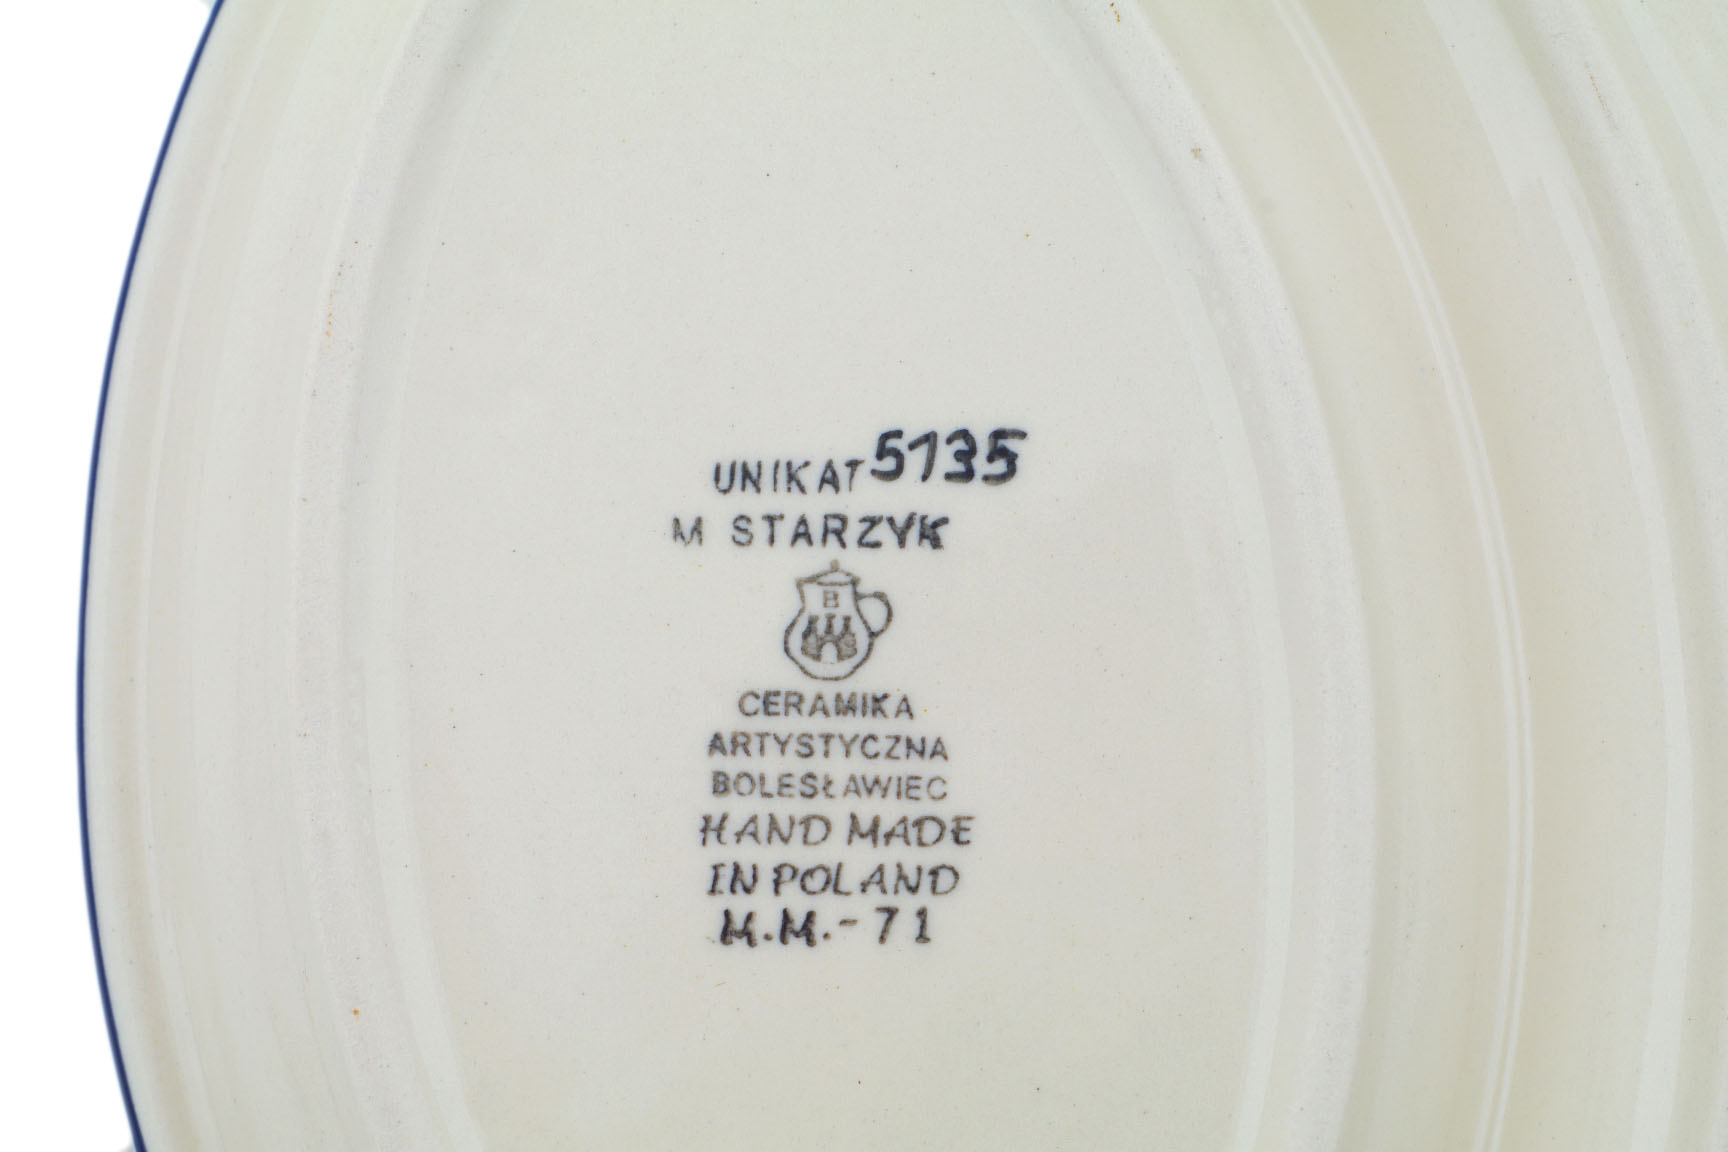 UNIKAT 5135
M STARZYK
B
CERAMIKA
ARTYSTYCZNA
BOLESŁAWIEC
HAND MADE
IN POLAND
M.M.-71